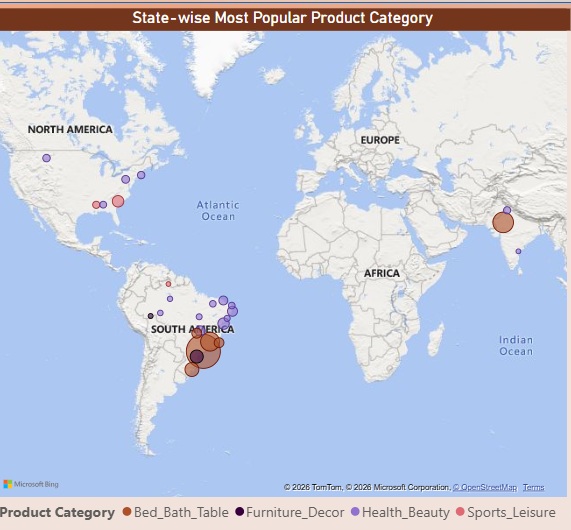 State-wise Most Popular Product Category
NORTH AMERICA
EUROPE
Atlantic
Ocean
AFRICA
SOUTH AMERICA
Indian
Ocean
Microsoft Bing
© 2026 TomTom, © 2026 Microsoft Corporation, © OpenStreetMap Terms
Product Category Bed_Bath_Table Furniture_Decor Health_Beauty Sports_Leisure